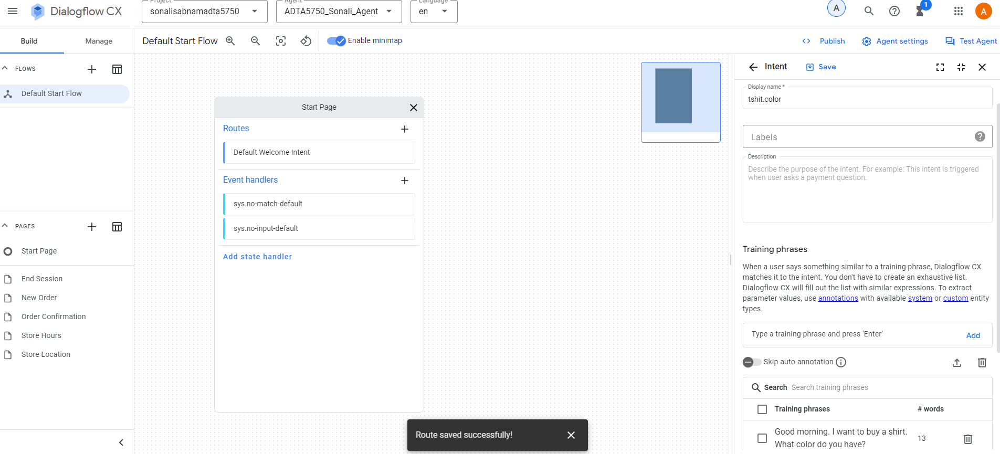 Dialogflow CX
Project
sonalisabnamadta5750
Agent
ADTA5750_Sonali_Agent
Language
en
A
1
A
Build
Manage
Default Start Flow
Enable minimap
Publish
Agent settings
Test Agent
FLOWS
Default Start Flow
PAGES
Start Page
End Session
New Order
Order Confirmation
Store Hours
Store Location
Start Page
Routes
Default Welcome Intent
Event handlers
sys.no-match-default
sys.no-input-default
Add state handler
Route saved successfully!
Intent
Save
Display name *
tshit.color
Labels
Description
Describe the purpose of the intent. For example: This intent is triggered
when user asks a payment question.
Training phrases
When a user says something similar to a training phrase, Dialogflow CX
matches it to the intent. You don't have to create an exhaustive list.
Dialogflow CX will fill out the list with similar expressions. To extract
parameter values, use annotations with available system or custom entity
types.
Type a training phrase and press 'Enter'
Add
Skip auto annotation
Search Search training phrases
Training phrases # words
Good morning. I want to buy a shirt.
What color do you have?
13